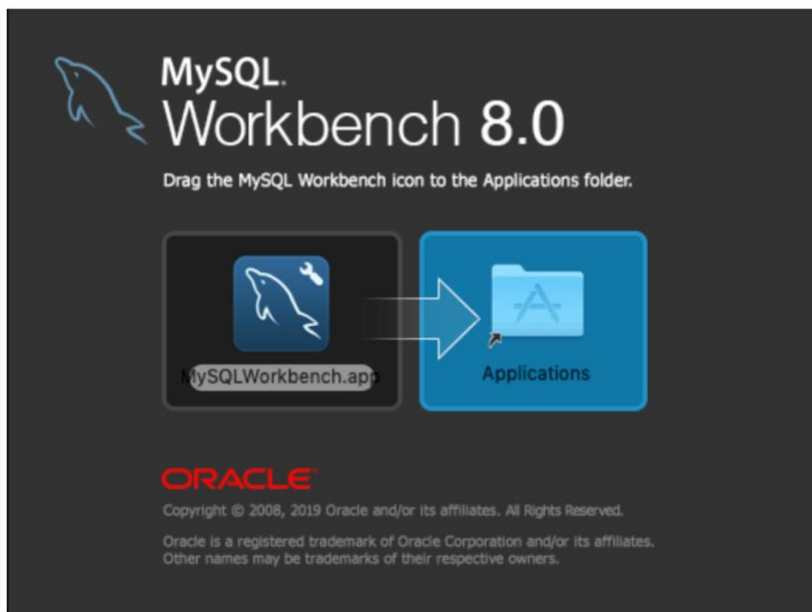 MySQL.
Workbench 8.0
Drag the MySQL Workbench icon to the Applications folder.
MySQLWorkbench.app
Applications
ORACLE
Copyright © 2008, 2019 Oracle and/or its affiliates. All Rights Reserved.
Oracle is a registered trademark of Oracle Corporation and/or its affiliates.
Other names may be trademarks of their respective owners.